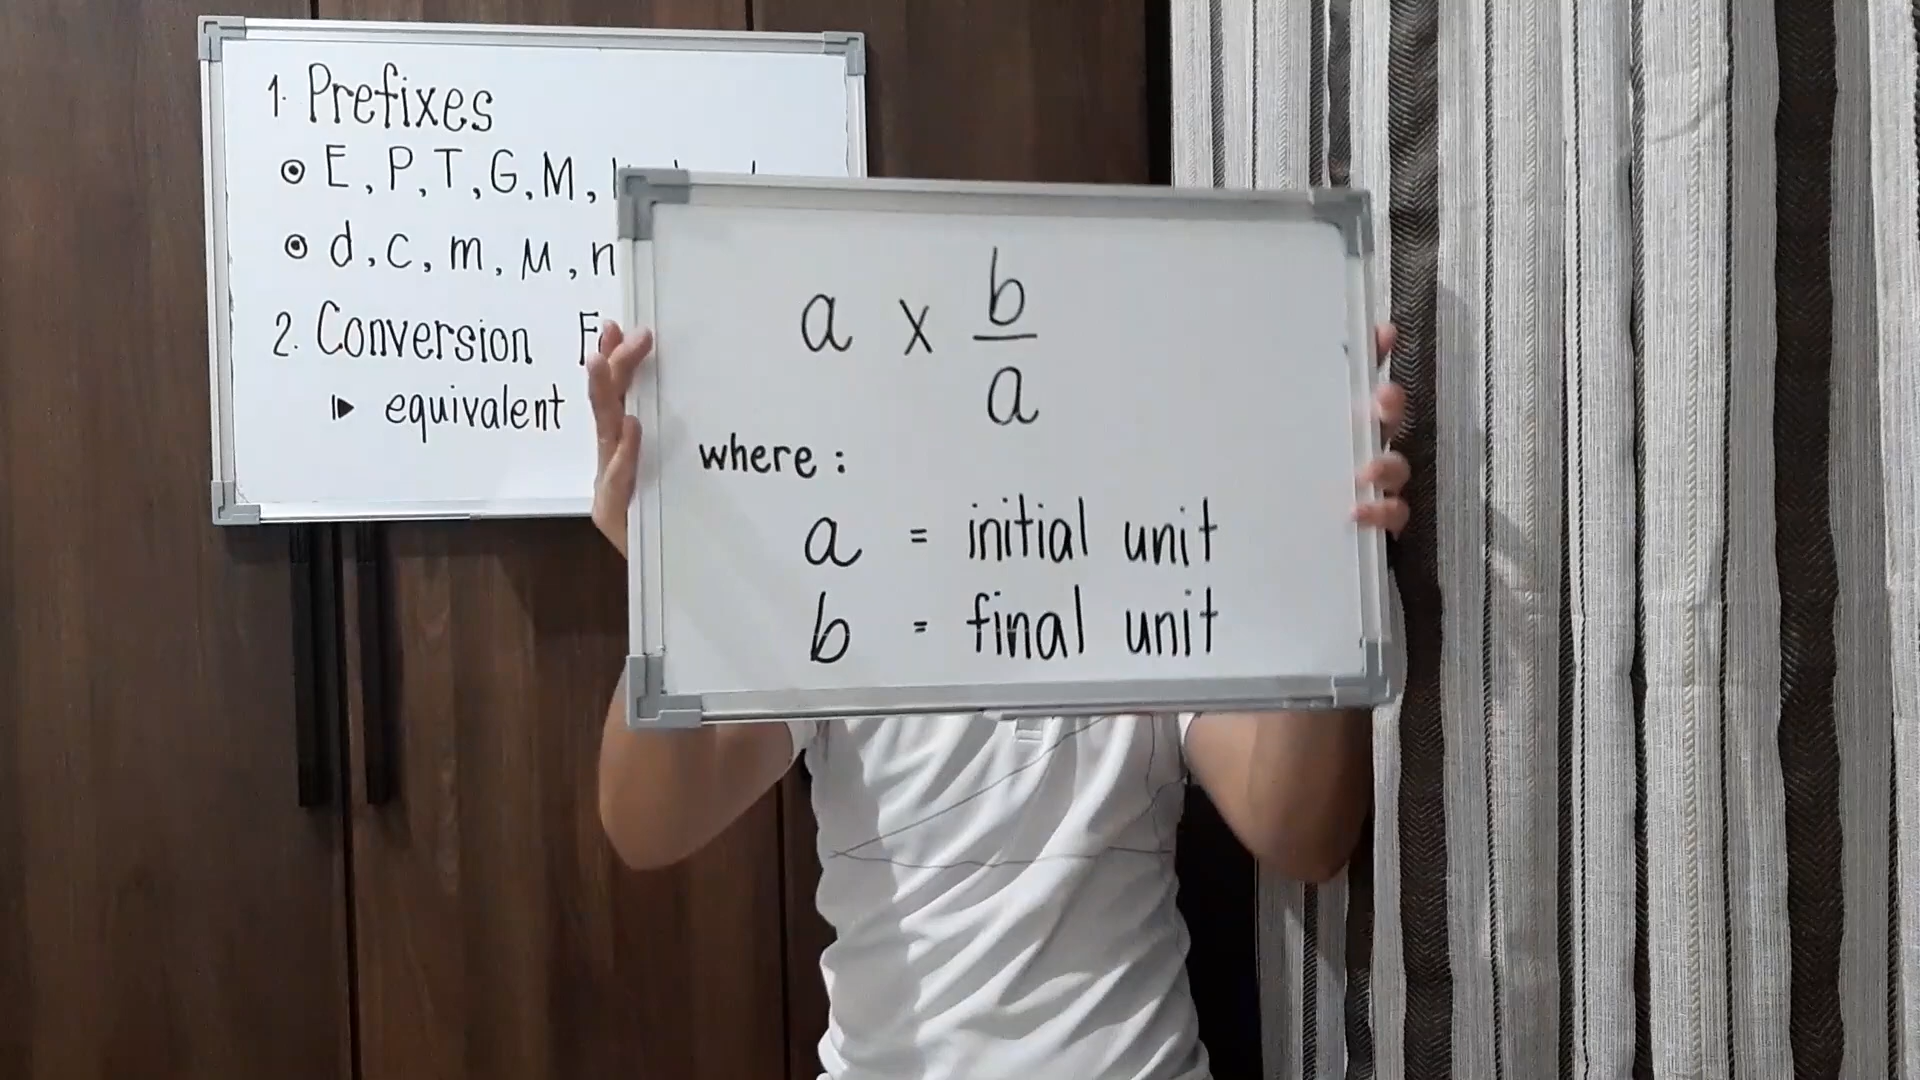 1. Prefixes
E, P, T, G, M,
d, c, m, μ, n
2. Conversion
equivalent
a x b
a
where :
a = initial unit
b = final unit